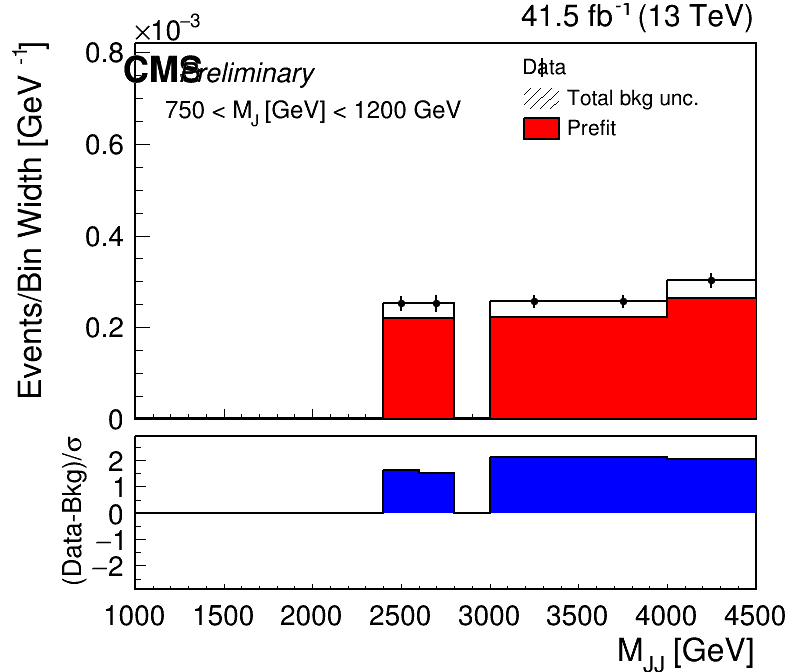 ×10⁻³
41.5 fb⁻¹ (13 TeV)
CMS Preliminary
750 < M_J [GeV] < 1200 GeV
Data
Total bkg unc.
Prefit
Events/Bin Width [GeV⁻¹]
0.8
0.6
0.4
0.2
0
(Data-Bkg)/σ
2
1
0
−1
−2
1000 1500 2000 2500 3000 3500 4000 4500
M_JJ [GeV]